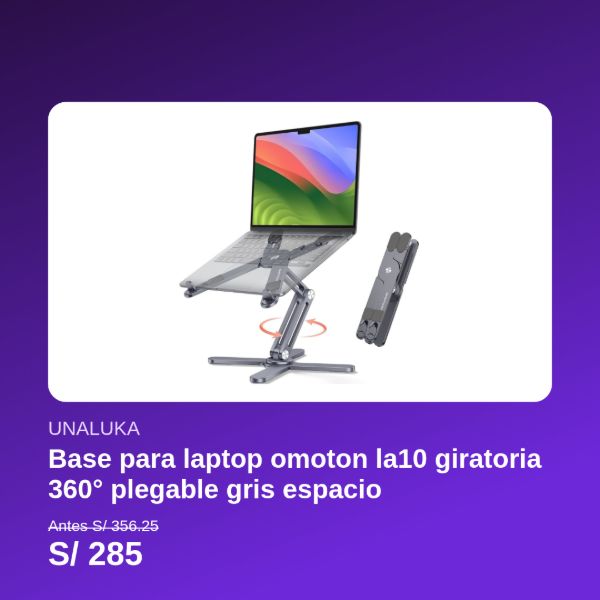 UNALUKA
Base para laptop omoton la10 giratoria
360° plegable gris espacio
Antes S/ 356.25
S/ 285